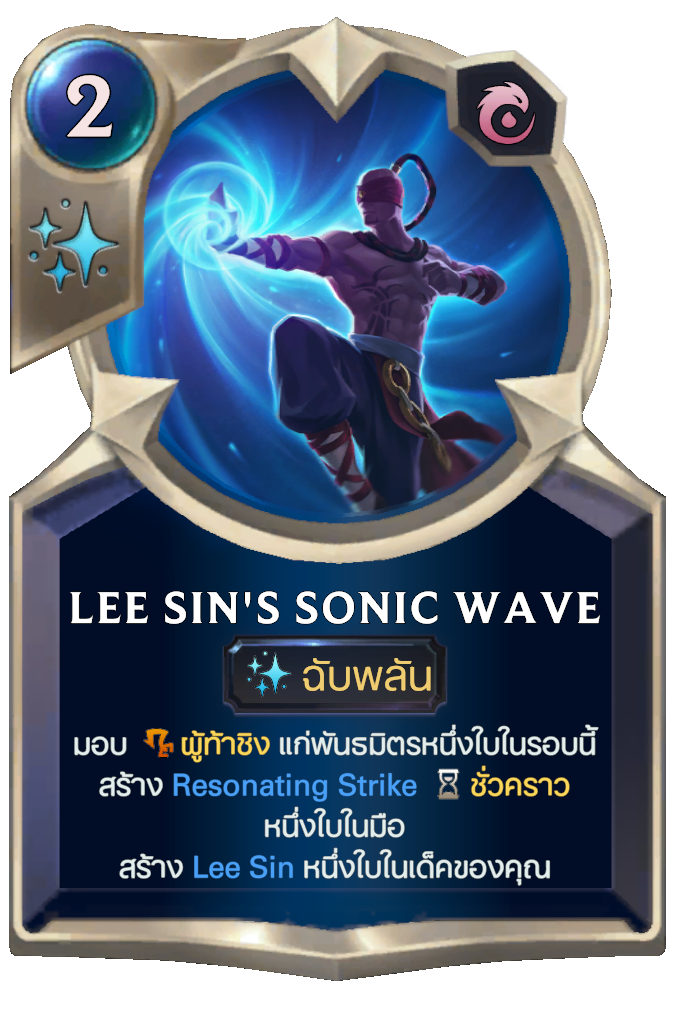 2
LEE SIN'S SONIC WAVE
ฉับพลัน
มอบ ผู้ท้าชิง แก่พันธมิตรหนึ่งใบในรอบนี้
สร้าง Resonating Strike ชั่วคราว
หนึ่งใบในมือ
สร้าง Lee Sin หนึ่งใบในเด็คของคุณ